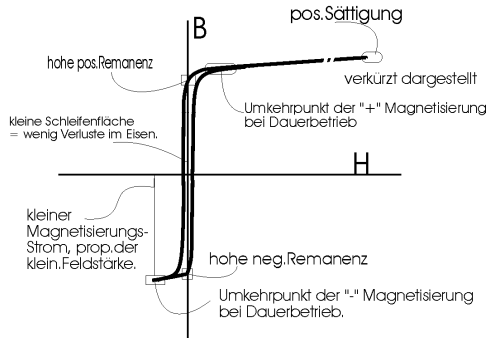 pos.Sättigung
B
hohe pos.Remanenz
verkürzt dargestellt
Umkehrpunkt der "+" Magnetisierung
bei Dauerbetrieb
kleine Schleifenfläche
= wenig Verluste im Eisen.
H
kleiner
Magnetisierungs-
Strom, prop.der
klein.Feldstärke.
hohe neg.Remanenz
Umkehrpunkt der "-" Magnetisierung
bei Dauerbetrieb.